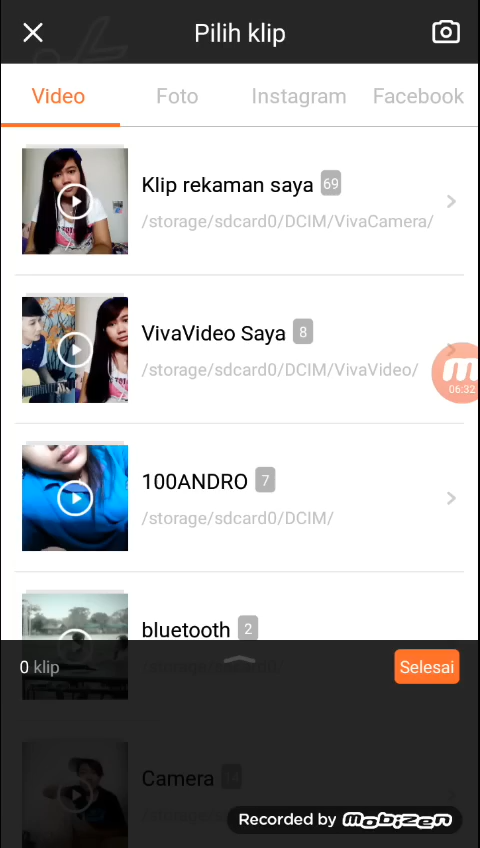 Pilih klip
Video Foto Instagram Facebook
Klip rekaman saya 69
/storage/sdcard0/DCIM/VivaCamera/
VivaVideo Saya 8
/storage/sdcard0/DCIM/VivaVideo/
06:32
100ANDRO 7
/storage/sdcard0/DCIM/
bluetooth 2
0 klip
Selesai
Camera 14
Recorded by mobizen